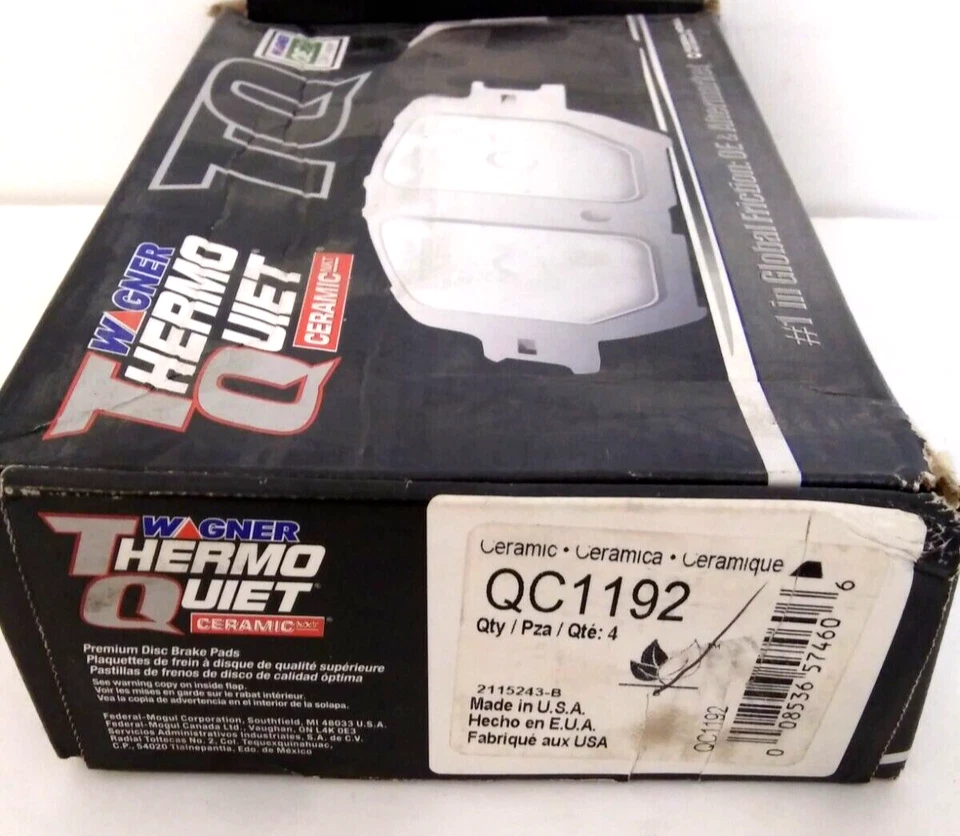 WAGNER
TQ
WAGNER
THERMO
QUIET
CERAMIC NXT
#1 in Global Friction: OE & Aftermarket
WAGNER
THERMO
QUIET
CERAMIC NXT
Premium Disc Brake Pads
Plaquettes de frein à disque de qualité supérieure
Pastillas de frenos de disco de calidad óptima
See warning copy on inside flap.
Voir les mises en garde sur le rabat intérieur.
Vea la copia de advertencia en el interior de la solapa.
Federal-Mogul Corporation, Southfield, MI 48033 U.S.A.
Federal-Mogul Canada Ltd., Vaughan, ON L4K 0E3
Servicios Administrativos Industriales, S.A. de C.V.
Radial Toltecas No. 2, Col. Tequexquinahuac,
C.P. 54020 Tlalnepantla, Edo. de México
Ceramic • Ceramica • Ceramique
QC1192
Qty / Pza / Qté: 4
2115243-B
Made in U.S.A.
Hecho en E.U.A.
Fabriqué aux USA
QC1192
0 08536 57460 6